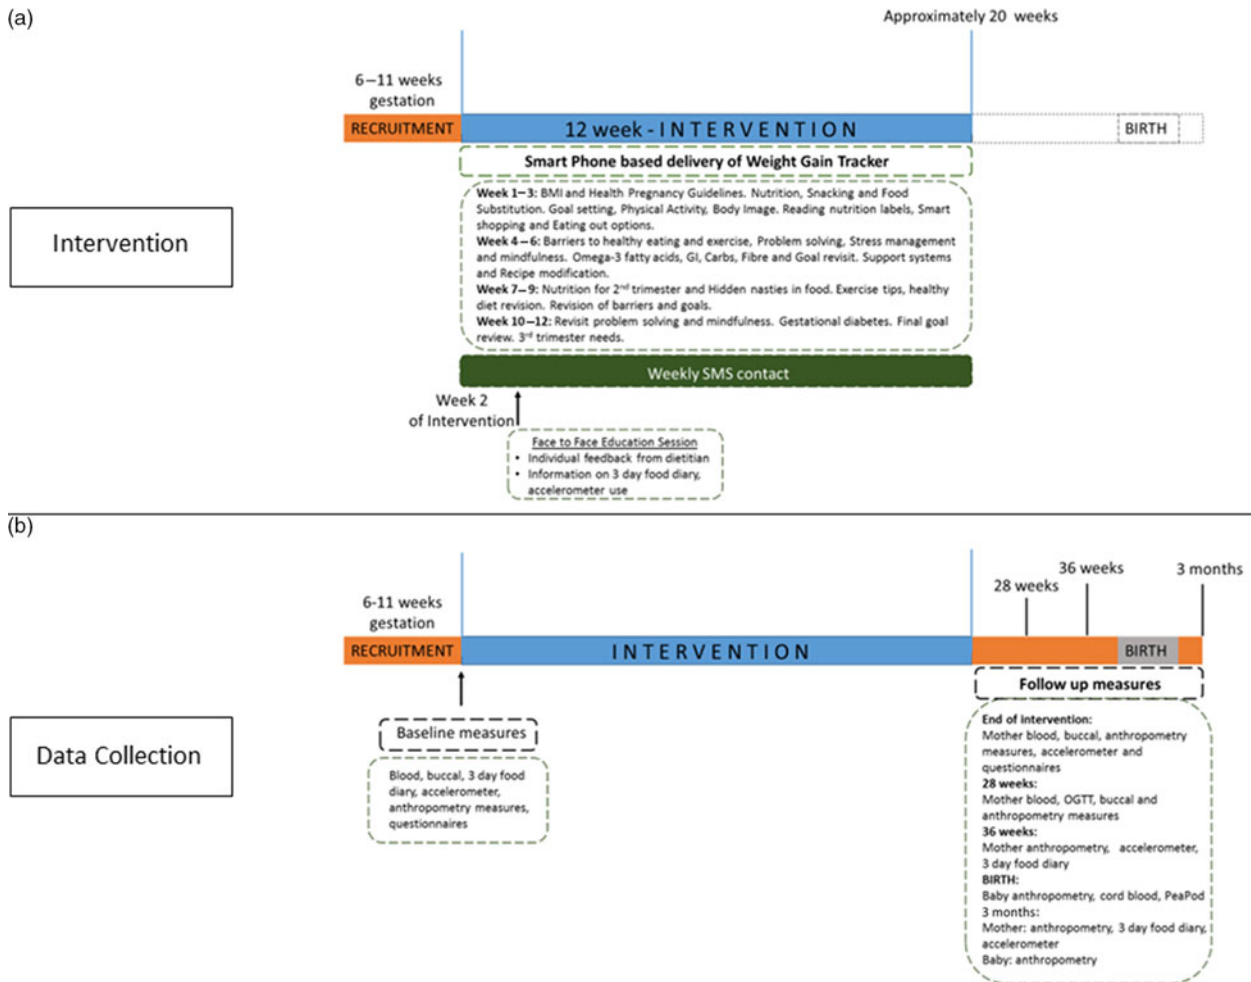 (a)
Approximately 20 weeks
6–11 weeks
gestation
RECRUITMENT
12 week - INTERVENTION
BIRTH
Smart Phone based delivery of Weight Gain Tracker
Intervention
Week 1–3: BMI and Health Pregnancy Guidelines. Nutrition, Snacking and Food
Substitution. Goal setting, Physical Activity, Body Image. Reading nutrition labels, Smart
shopping and Eating out options.
Week 4–6: Barriers to healthy eating and exercise, Problem solving, Stress management
and mindfulness. Omega-3 fatty acids, GI, Carbs, Fibre and Goal revisit. Support systems
and Recipe modification.
Week 7–9: Nutrition for 2nd trimester and Hidden nasties in food. Exercise tips, healthy
diet revision. Revision of barriers and goals.
Week 10–12: Revisit problem solving and mindfulness. Gestational diabetes. Final goal
review. 3rd trimester needs.
Weekly SMS contact
Week 2
of Intervention
Face to Face Education Session
• Individual feedback from dietitian
• Information on 3 day food diary,
accelerometer use
(b)
36 weeks
3 months
28 weeks
6-11 weeks
gestation
RECRUITMENT
INTERVENTION
BIRTH
Data Collection
Baseline measures
Blood, buccal, 3 day food
diary, accelerometer,
anthropometry measures,
questionnaires
Follow up measures
End of intervention:
Mother blood, buccal, anthropometry
measures, accelerometer and
questionnaires
28 weeks:
Mother blood, OGTT, buccal and
anthropometry measures
36 weeks:
Mother anthropometry, accelerometer,
3 day food diary
BIRTH:
Baby anthropometry, cord blood, PeaPod
3 months:
Mother: anthropometry, 3 day food diary,
accelerometer
Baby: anthropometry